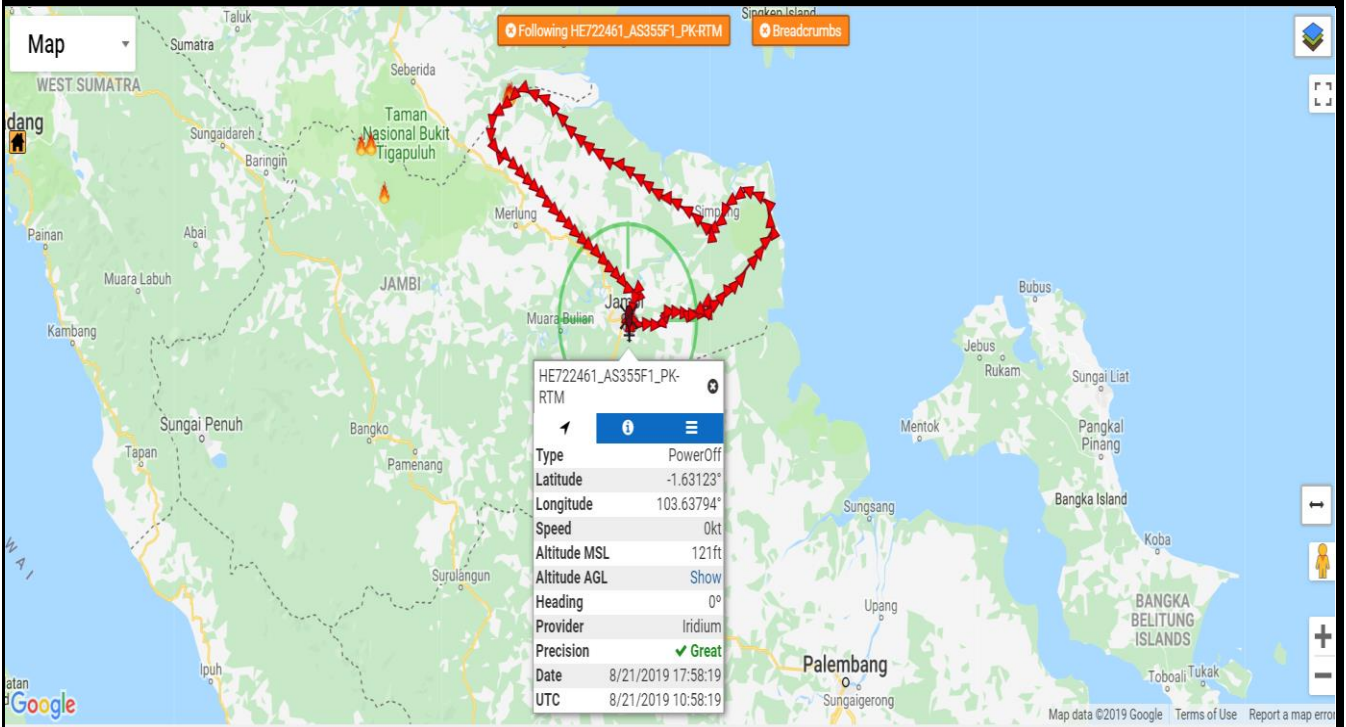 Map
Taluk
Sumatra
WEST SUMATRA
dang
Seberida
Following HE722461_AS355F1_PK-RTM
Breadcrumbs
Singken Island
Taman
Nasional Bukit
Tigapuluh
Sungaidareh
Baringin
Merlung
Simpang
Painan
Abai
Muara Labuh
JAMBI
Jambi
Muara Bulian
Kambang
Bubus
Jebus
Rukam
Sungai Liat
Mentok
Pangkal
Pinang
Sungai Penuh
Bangko
Tapan
Pamenang
Bangka Island
Sungsang
Koba
Surolangun
Upang
BANGKA
BELITUNG
ISLANDS
Ipuh
Palembang
Sungaigerong
Toboali
Tukak
WAI
atan
HE722461_AS355F1_PK-
RTM
Type PowerOff
Latitude -1.63123°
Longitude 103.63794°
Speed 0kt
Altitude MSL 121ft
Altitude AGL Show
Heading 0°
Provider Iridium
Precision ✔ Great
Date 8/21/2019 17:58:19
UTC 8/21/2019 10:58:19
Google
Map data ©2019 Google Terms of Use Report a map error